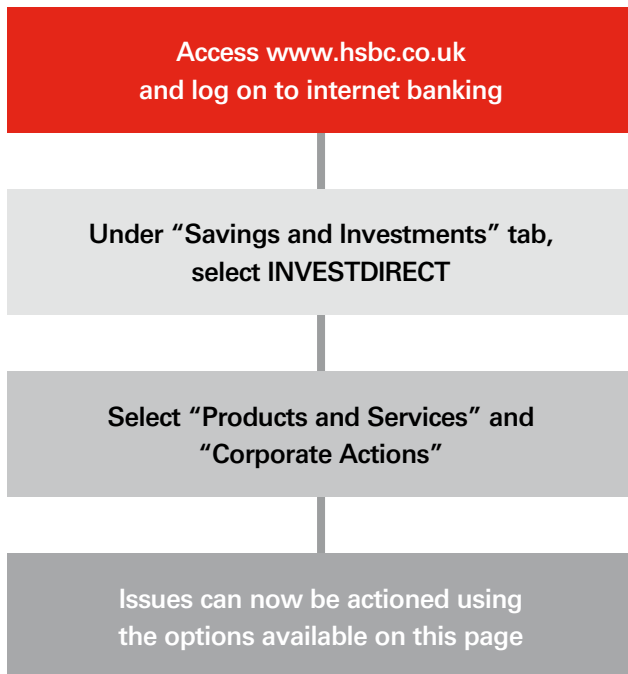 Access www.hsbc.co.uk
and log on to internet banking
Under “Savings and Investments” tab,
select INVESTDIRECT
Select “Products and Services” and
“Corporate Actions”
Issues can now be actioned using
the options available on this page